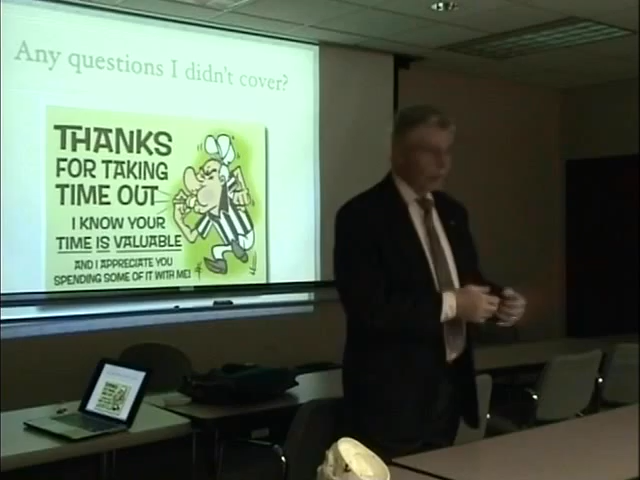 Any questions I didn't cover?
THANKS
FOR TAKING
TIME OUT
I KNOW YOUR
TIME IS VALUABLE
AND I APPRECIATE YOU
SPENDING SOME OF IT WITH ME!